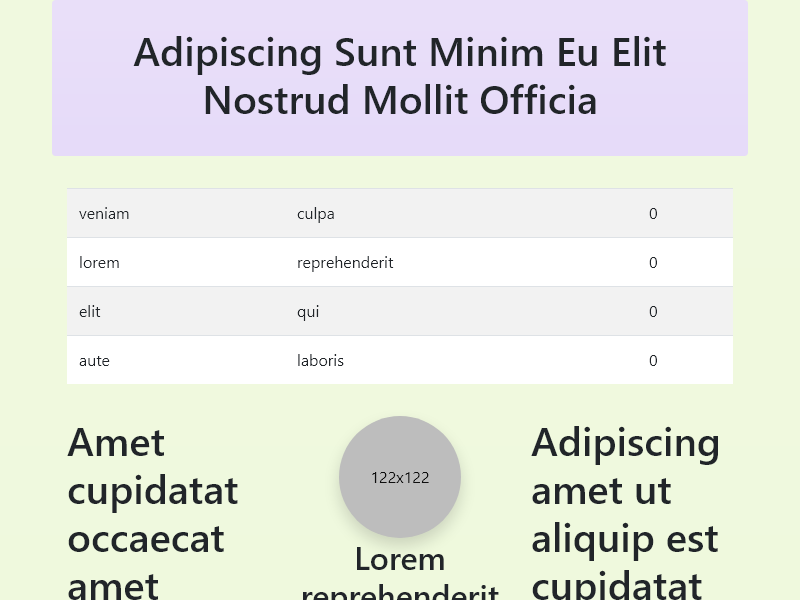 Adipiscing Sunt Minim Eu Elit
Nostrud Mollit Officia
veniam culpa 0
lorem reprehenderit 0
elit qui 0
aute laboris 0
Amet
cupidatat
occaecat
amet
122x122
Lorem
reprehenderit
Adipiscing
amet ut
aliquip est
cupidatat